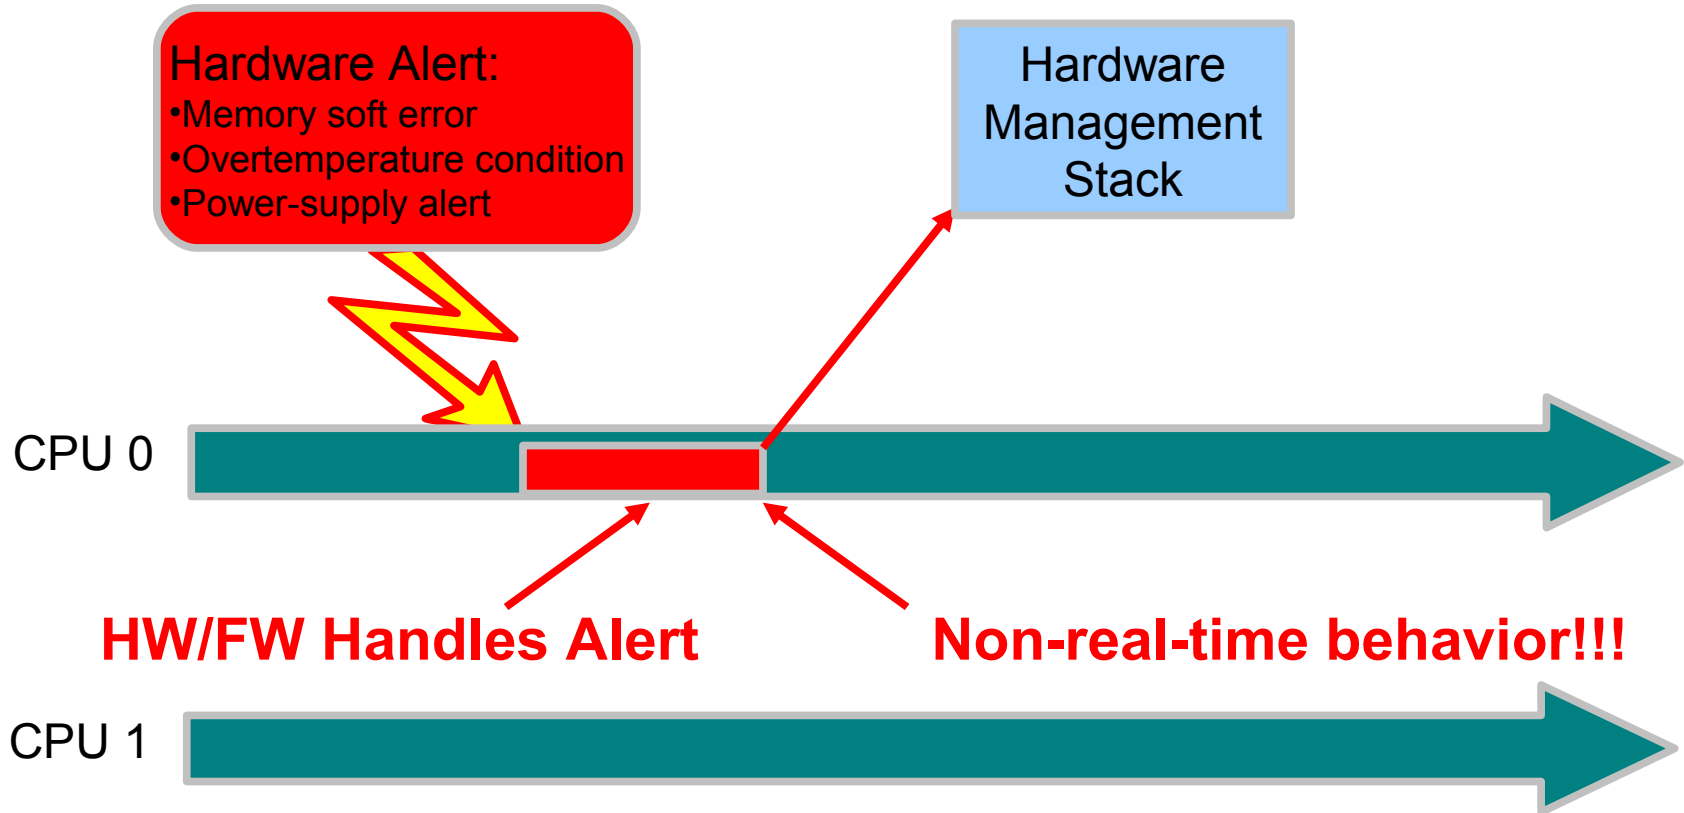 Hardware Alert:
•Memory soft error
•Overtemperature condition
•Power-supply alert
Hardware
Management
Stack
CPU 0
HW/FW Handles Alert
Non-real-time behavior!!!
CPU 1